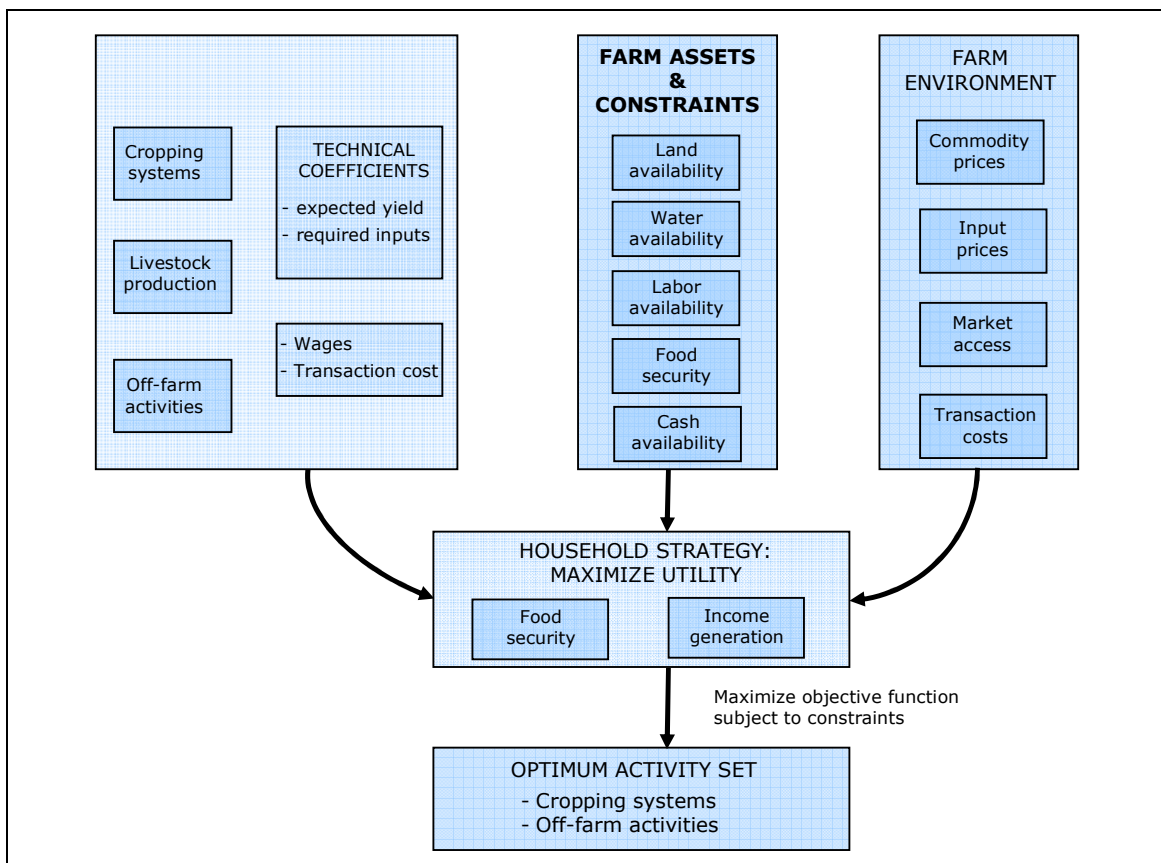 Cropping
systems
Livestock
production
Off-farm
activities
TECHNICAL
COEFFICIENTS
- expected yield
- required inputs
- Wages
- Transaction cost
FARM ASSETS
&
CONSTRAINTS
Land
availability
Water
availability
Labor
availability
Food
security
Cash
availability
FARM
ENVIRONMENT
Commodity
prices
Input
prices
Market
access
Transaction
costs
HOUSEHOLD STRATEGY:
MAXIMIZE UTILITY
Food
security
Income
generation
Maximize objective function
subject to constraints
OPTIMUM ACTIVITY SET
- Cropping systems
- Off-farm activities